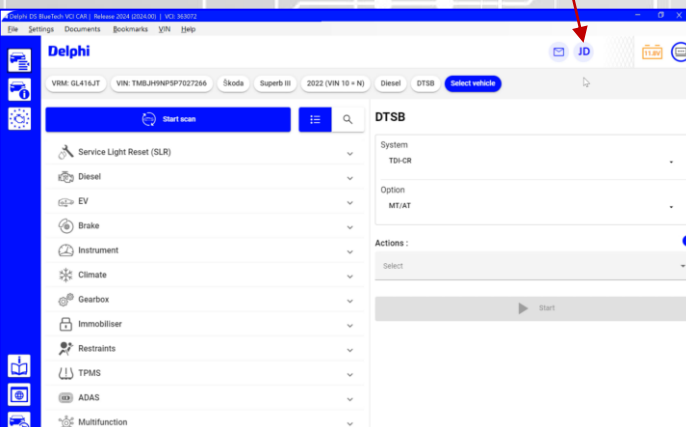 Delphi DS BlueTech VCI CAR | Release 2024 (2024.00) | VCI: 363072
File Settings Documents Bookmarks VIN Help
Delphi
JD
11.8V
VRM: GL416JT VIN: TMBJH9NP5P7027266 Škoda Superb III 2022 (VIN 10 = N) Diesel DTSB Select vehicle
Start scan
DTSB
System
TDI-CR
Option
MT/AT
Actions :
Select
Start
Service Light Reset (SLR)
Diesel
EV
Brake
Instrument
Climate
Gearbox
Immobiliser
Restraints
TPMS
ADAS
Multifunction